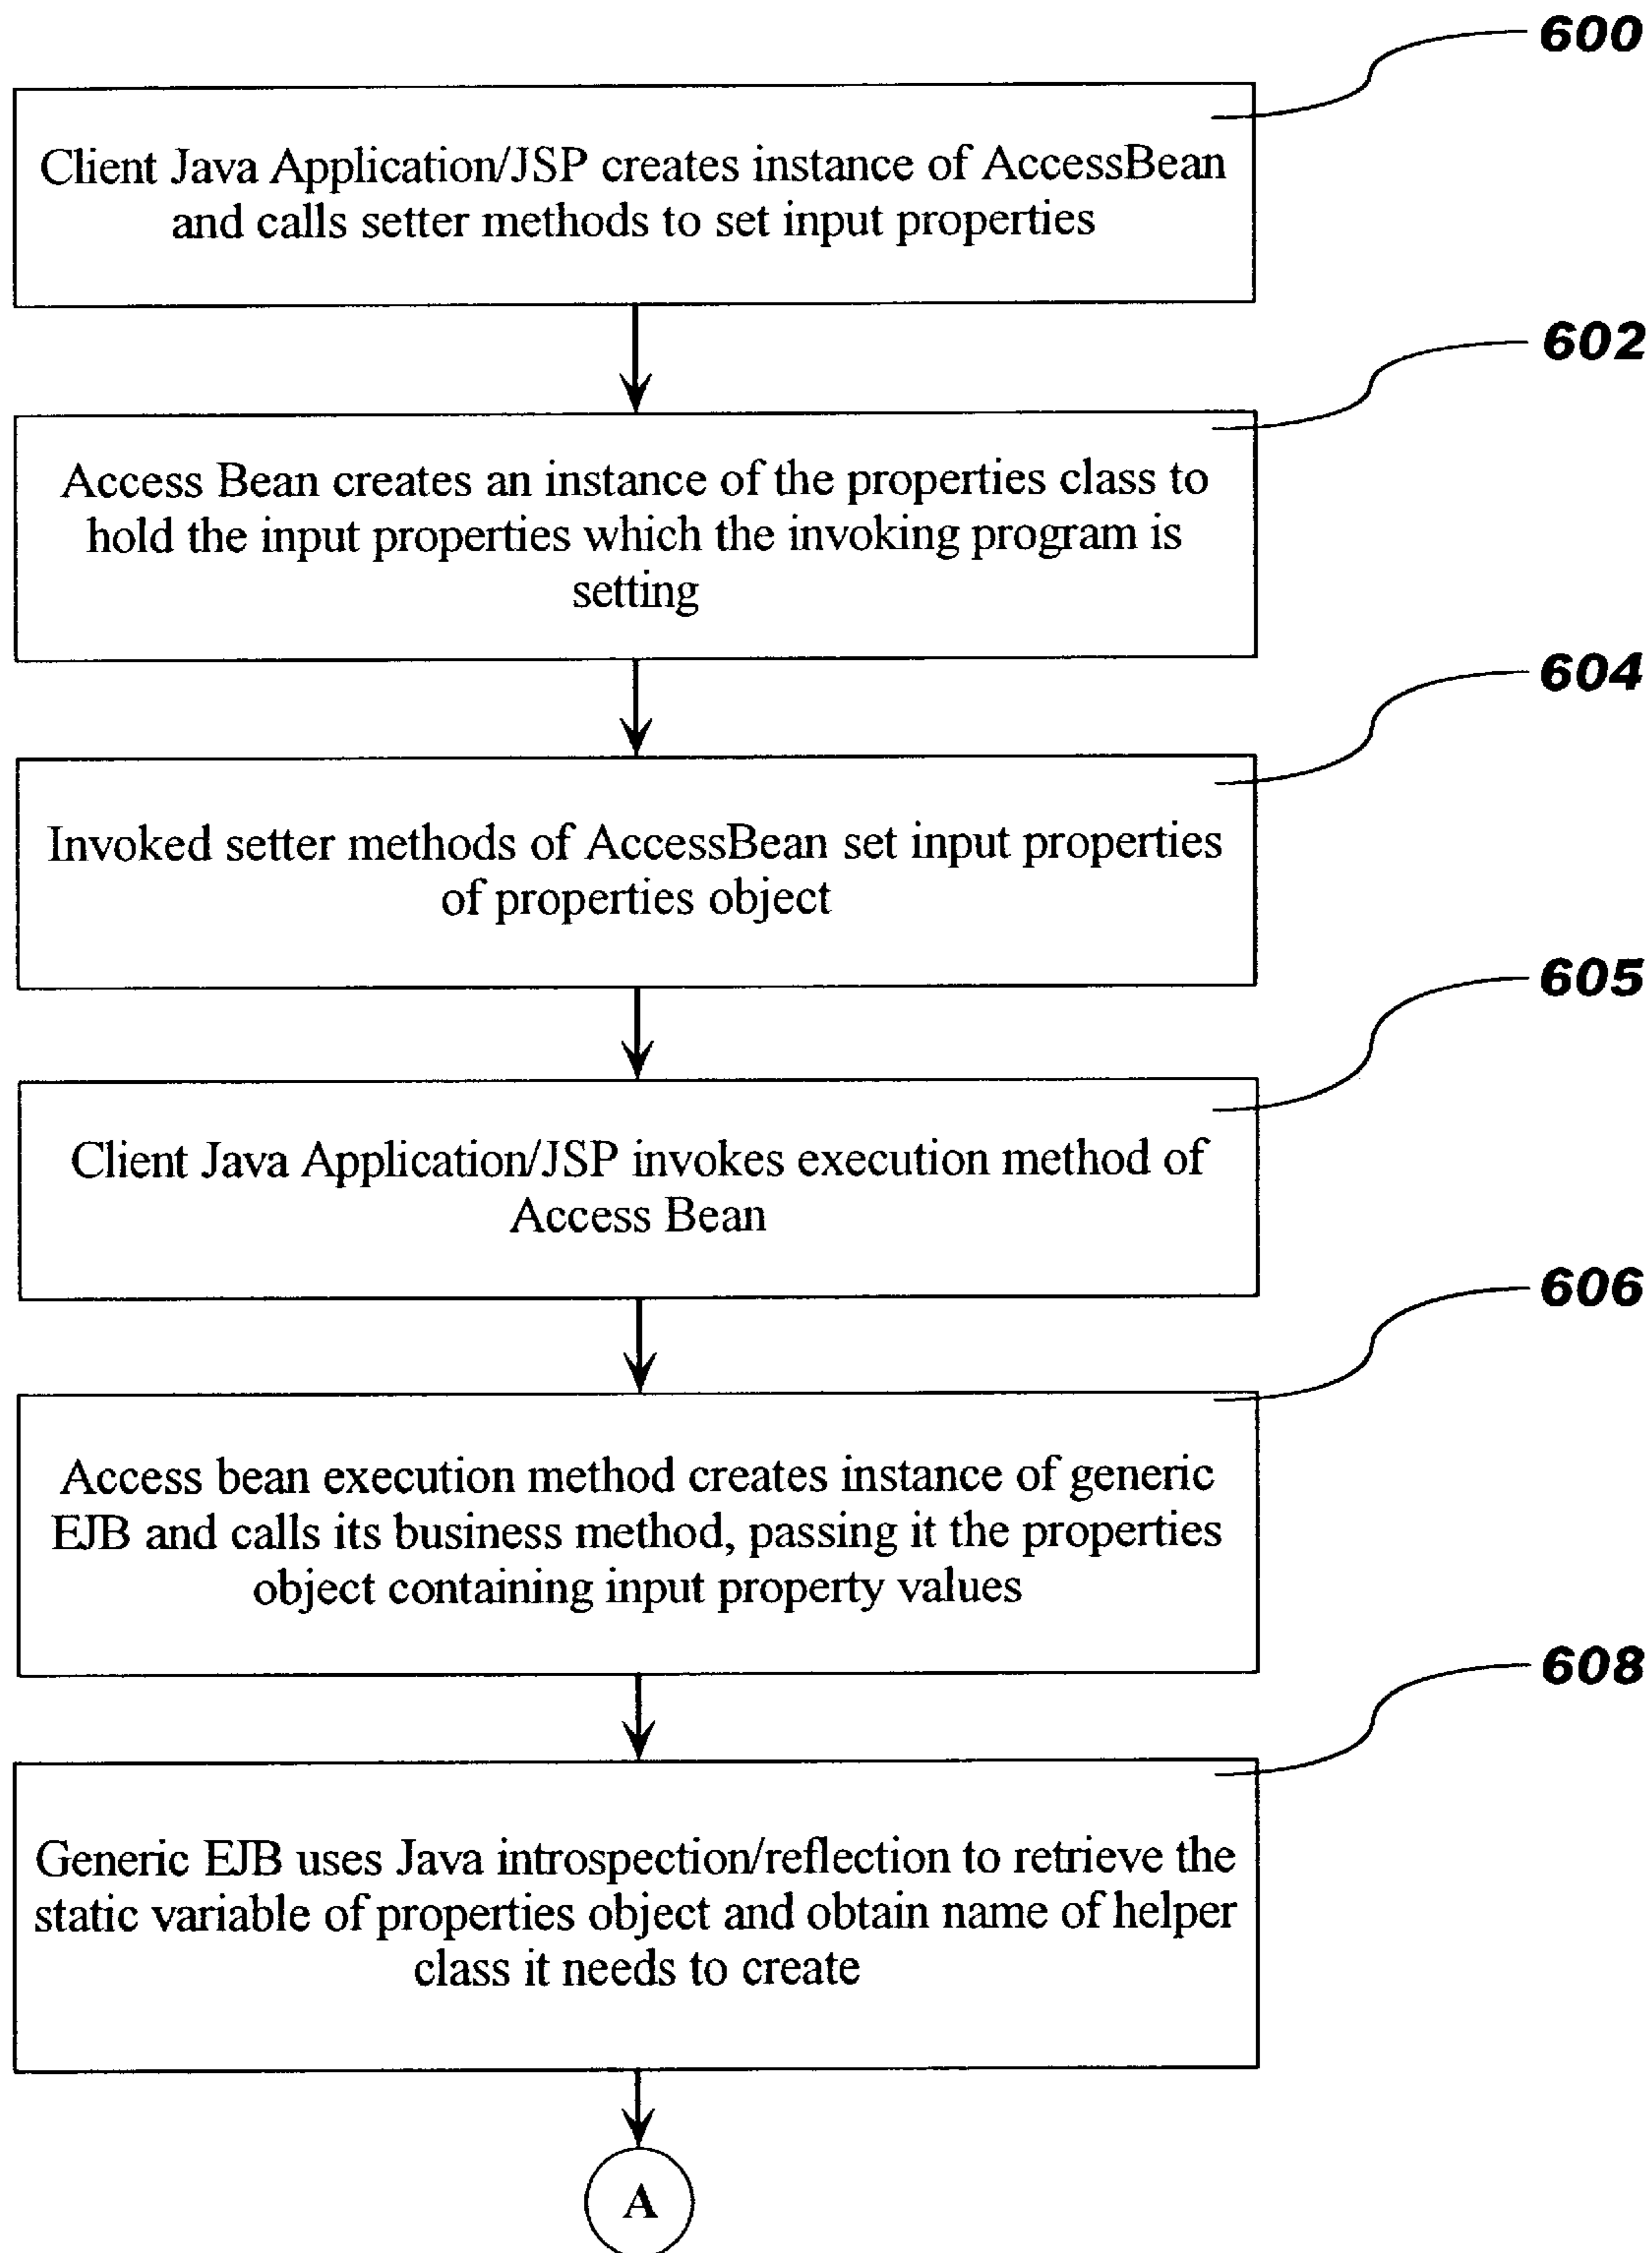 600
Client Java Application/JSP creates instance of AccessBean
and calls setter methods to set input properties
602
Access Bean creates an instance of the properties class to
hold the input properties which the invoking program is
setting
604
Invoked setter methods of AccessBean set input properties
of properties object
605
Client Java Application/JSP invokes execution method of
Access Bean
606
Access bean execution method creates instance of generic
EJB and calls its business method, passing it the properties
object containing input property values
608
Generic EJB uses Java introspection/reflection to retrieve the
static variable of properties object and obtain name of helper
class it needs to create
A